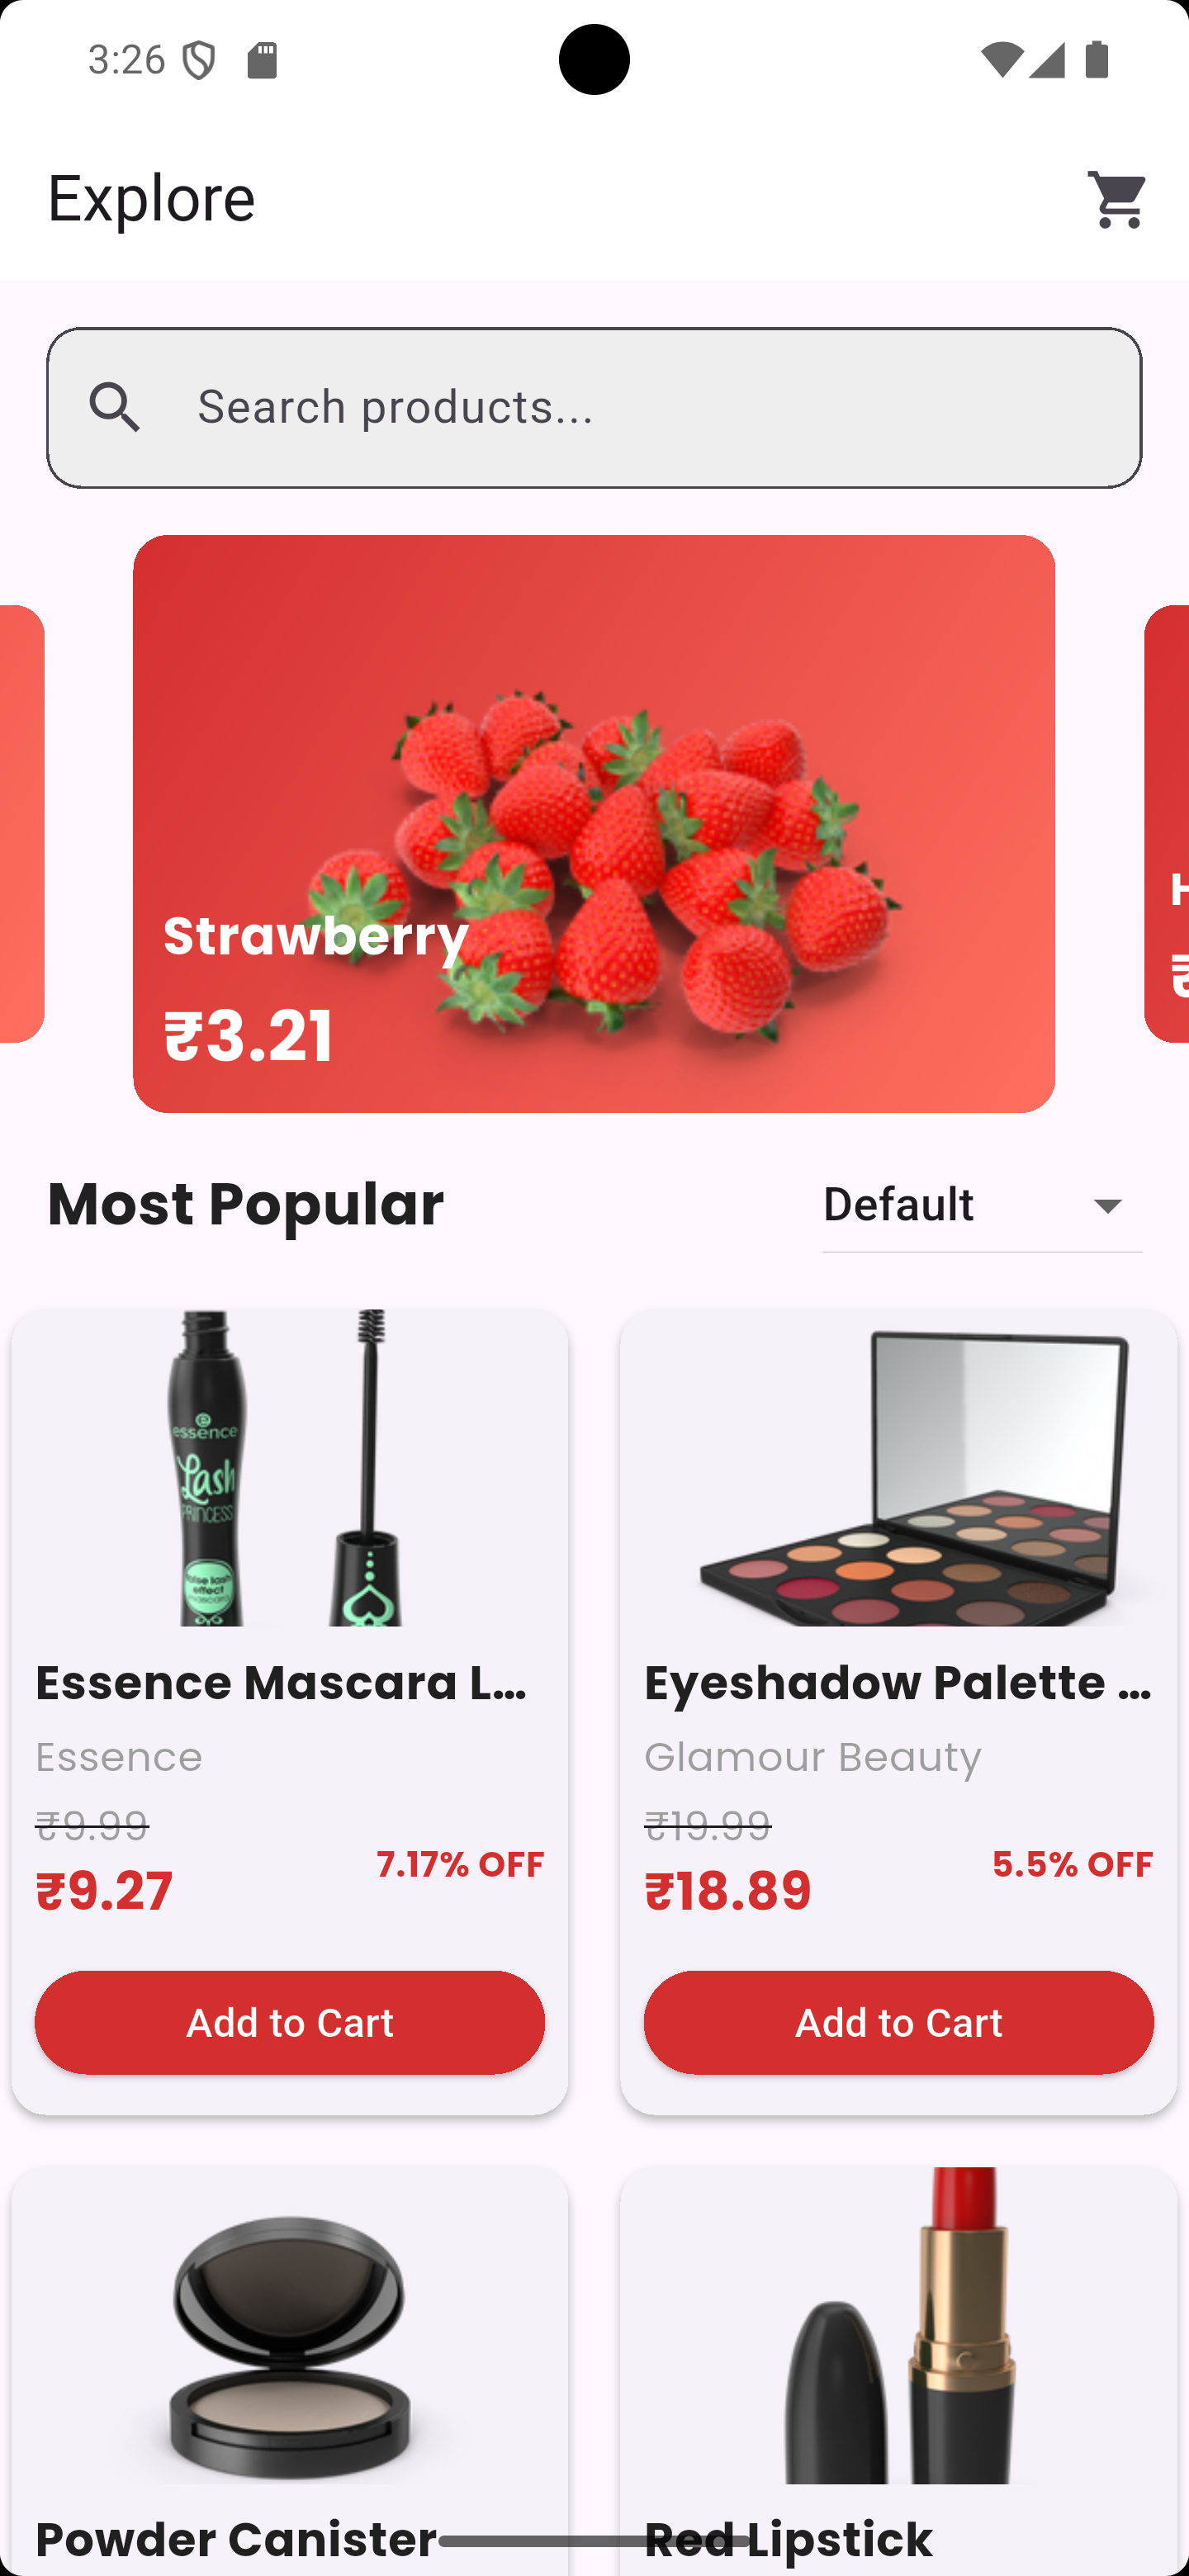 3:26
Explore
Search products...
Strawberry
₹3.21
H
₹
Most Popular
Default
essence
Lash
PRINCESS
false lash
effect
mascara
Essence Mascara L...
Eyeshadow Palette ...
Essence
Glamour Beauty
₹9.99
₹19.99
7.17% OFF
5.5% OFF
₹9.27
₹18.89
Add to Cart
Add to Cart
Powder Canister
Red Lipstick